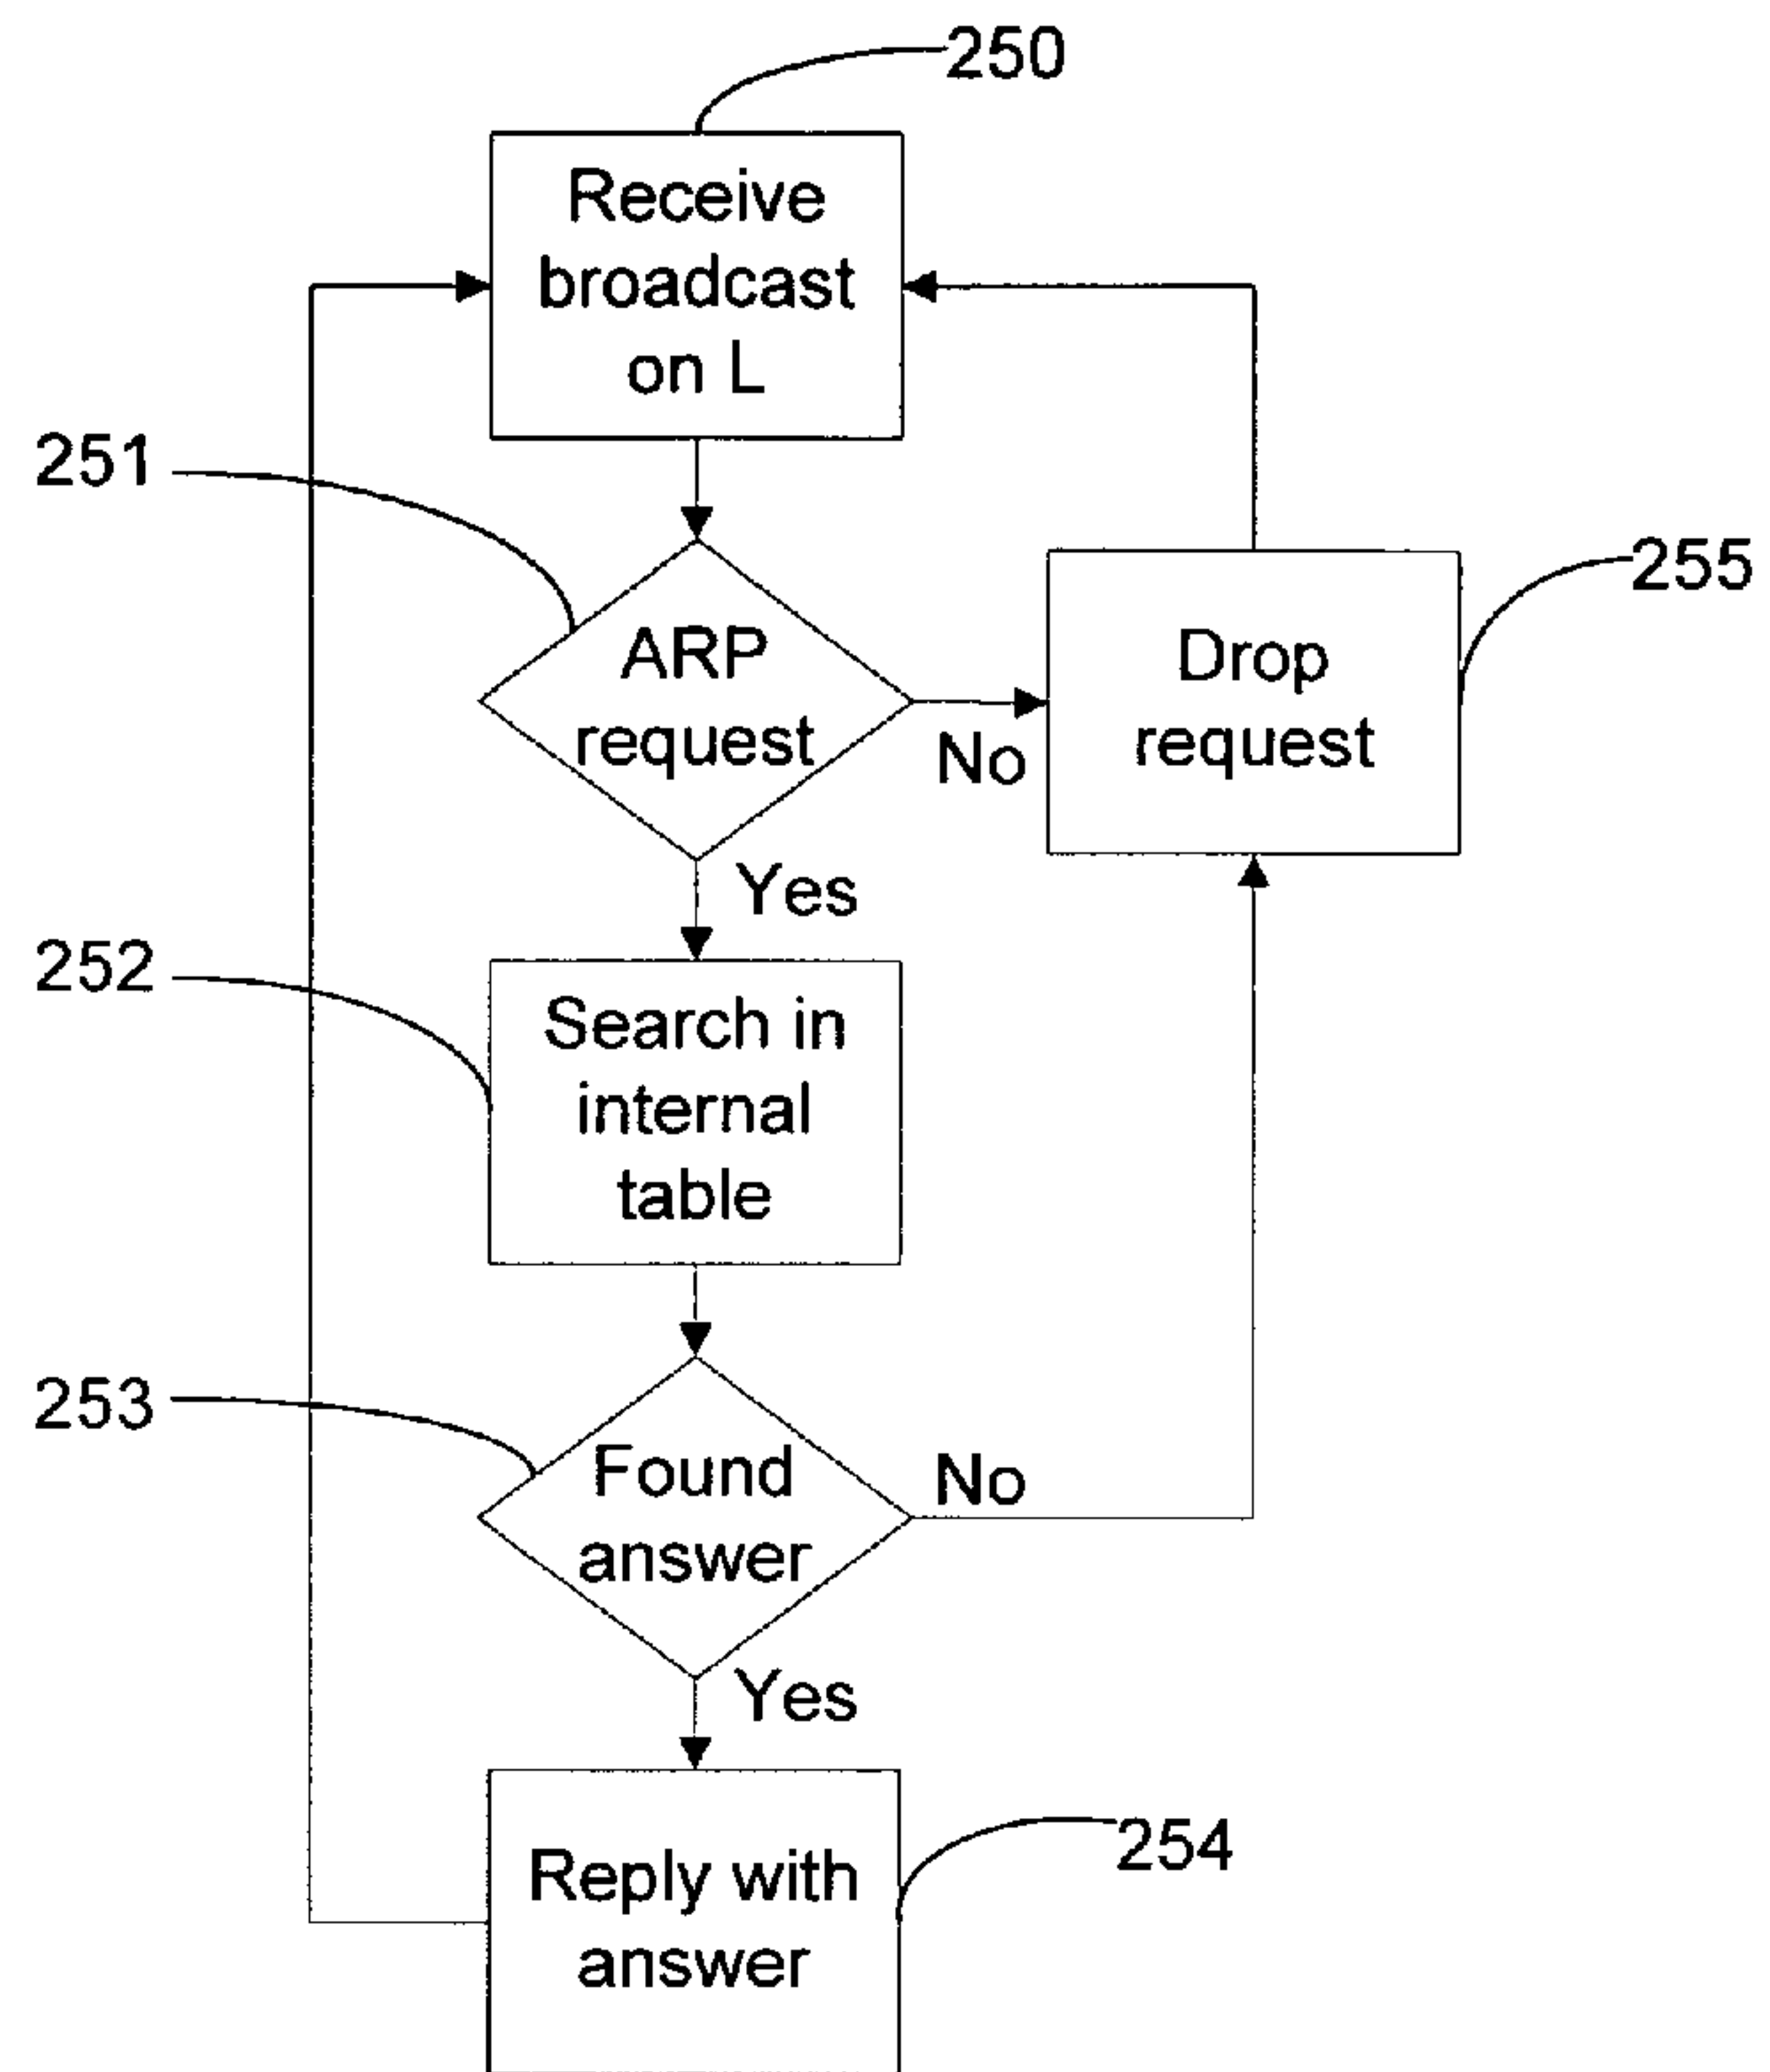 250
Receive
broadcast
on L
251
ARP
request
No
Drop
request
255
Yes
252
Search in
internal
table
253
Found
answer
No
Yes
254
Reply with
answer